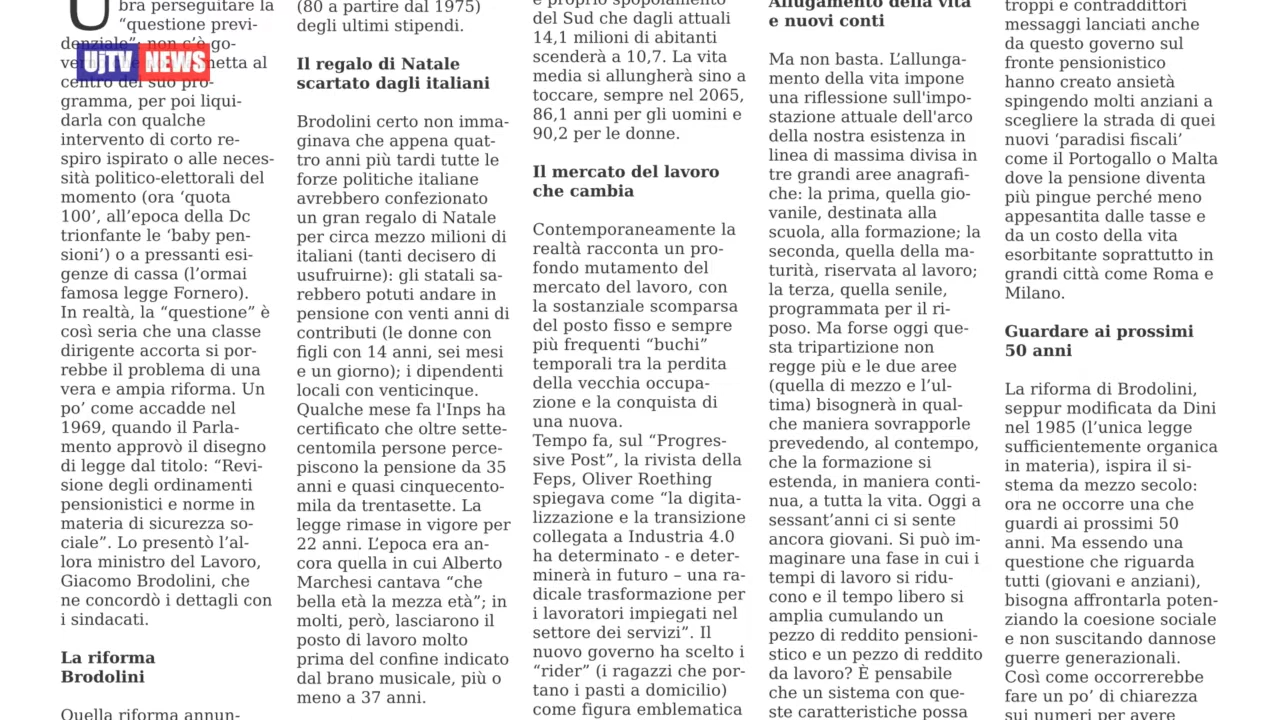 U
bra perseguitare la
“questione previ-
denziale”: non c’è go-
UjTV NEWS
metta al
centro del suo pro-
gramma, per poi liqui-
darla con qualche
intervento di corto re-
spiro ispirato o alle neces-
sità politico-elettorali del
momento (ora ‘quota
100’, all’epoca della Dc
trionfante le ‘baby pen-
sioni’) o a pressanti esi-
genze di cassa (l’ormai
famosa legge Fornero).
In realtà, la “questione” è
così seria che una classe
dirigente accorta si por-
rebbe il problema di una
vera e ampia riforma. Un
po’ come accadde nel
1969, quando il Parla-
mento approvò il disegno
di legge dal titolo: “Revi-
sione degli ordinamenti
pensionistici e norme in
materia di sicurezza so-
ciale”. Lo presentò l’al-
lora ministro del Lavoro,
Giacomo Brodolini, che
ne concordò i dettagli con
i sindacati.
La riforma
Brodolini
Quella riforma annun-
(80 a partire dal 1975)
degli ultimi stipendi.
Il regalo di Natale
scartato dagli italiani
Brodolini certo non imma-
ginava che appena quat-
tro anni più tardi tutte le
forze politiche italiane
avrebbero confezionato
un gran regalo di Natale
per circa mezzo milioni di
italiani (tanti decisero di
usufruirne): gli statali sa-
rebbero potuti andare in
pensione con venti anni di
contributi (le donne con
figli con 14 anni, sei mesi
e un giorno); i dipendenti
locali con venticinque.
Qualche mese fa l'Inps ha
certificato che oltre sette-
centomila persone perce-
piscono la pensione da 35
anni e quasi cinquecento-
mila da trentasette. La
legge rimase in vigore per
22 anni. L’epoca era an-
cora quella in cui Alberto
Marchesi cantava “che
bella età la mezza età”; in
molti, però, lasciarono il
posto di lavoro molto
prima del confine indicato
dal brano musicale, più o
meno a 37 anni.
e proprio spopolamento
del Sud che dagli attuali
14,1 milioni di abitanti
scenderà a 10,7. La vita
media si allungherà sino a
toccare, sempre nel 2065,
86,1 anni per gli uomini e
90,2 per le donne.
Il mercato del lavoro
che cambia
Contemporaneamente la
realtà racconta un pro-
fondo mutamento del
mercato del lavoro, con
la sostanziale scomparsa
del posto fisso e sempre
più frequenti “buchi”
temporali tra la perdita
della vecchia occupa-
zione e la conquista di
una nuova.
Tempo fa, sul “Progres-
sive Post”, la rivista della
Feps, Oliver Roething
spiegava come “la digita-
lizzazione e la transizione
collegata a Industria 4.0
ha determinato - e deter-
minerà in futuro – una ra-
dicale trasformazione per
i lavoratori impiegati nel
settore dei servizi”. Il
nuovo governo ha scelto i
“rider” (i ragazzi che por-
tano i pasti a domicilio)
come figura emblematica
Allugamento della vita
e nuovi conti
Ma non basta. L’allunga-
mento della vita impone
una riflessione sull'impo-
stazione attuale dell'arco
della nostra esistenza in
linea di massima divisa in
tre grandi aree anagrafi-
che: la prima, quella gio-
vanile, destinata alla
scuola, alla formazione; la
seconda, quella della ma-
turità, riservata al lavoro;
la terza, quella senile,
programmata per il ri-
poso. Ma forse oggi que-
sta tripartizione non
regge più e le due aree
(quella di mezzo e l’ul-
tima) bisognerà in qual-
che maniera sovrapporle
prevedendo, al contempo,
che la formazione si
estenda, in maniera conti-
nua, a tutta la vita. Oggi a
sessant’anni ci si sente
ancora giovani. Si può im-
maginare una fase in cui i
tempi di lavoro si ridu-
cono e il tempo libero si
amplia cumulando un
pezzo di reddito pensioni-
stico e un pezzo di reddito
da lavoro? È pensabile
che un sistema con que-
ste caratteristiche possa
troppi e contraddittori
messaggi lanciati anche
da questo governo sul
fronte pensionistico
hanno creato ansietà
spingendo molti anziani a
scegliere la strada di quei
nuovi ‘paradisi fiscali’
come il Portogallo o Malta
dove la pensione diventa
più pingue perché meno
appesantita dalle tasse e
da un costo della vita
esorbitante soprattutto in
grandi città come Roma e
Milano.
Guardare ai prossimi
50 anni
La riforma di Brodolini,
seppur modificata da Dini
nel 1985 (l’unica legge
sufficientemente organica
in materia), ispira il si-
stema da mezzo secolo:
ora ne occorre una che
guardi ai prossimi 50
anni. Ma essendo una
questione che riguarda
tutti (giovani e anziani),
bisogna affrontarla poten-
ziando la coesione sociale
e non suscitando dannose
guerre generazionali.
Così come occorrerebbe
fare un po’ di chiarezza
sui numeri per avere